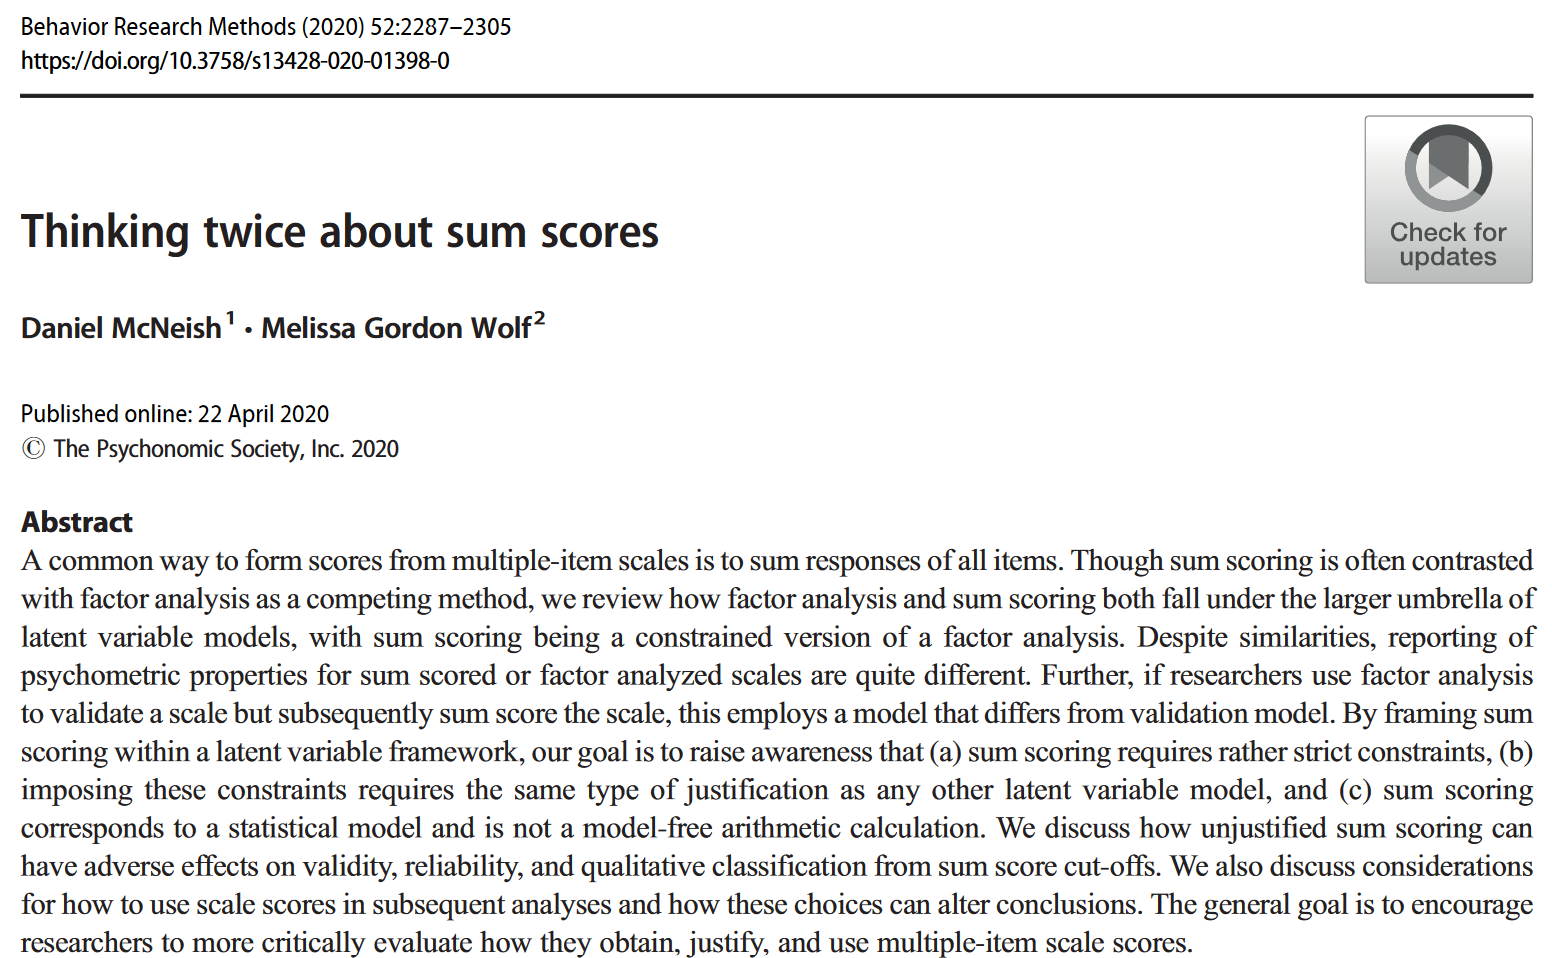 Behavior Research Methods (2020) 52:2287–2305
https://doi.org/10.3758/s13428-020-01398-0
Check for
updates
Thinking twice about sum scores
Daniel McNeish1 · Melissa Gordon Wolf2
Published online: 22 April 2020
© The Psychonomic Society, Inc. 2020
Abstract
A common way to form scores from multiple-item scales is to sum responses of all items. Though sum scoring is often contrasted
with factor analysis as a competing method, we review how factor analysis and sum scoring both fall under the larger umbrella of
latent variable models, with sum scoring being a constrained version of a factor analysis. Despite similarities, reporting of
psychometric properties for sum scored or factor analyzed scales are quite different. Further, if researchers use factor analysis
to validate a scale but subsequently sum score the scale, this employs a model that differs from validation model. By framing sum
scoring within a latent variable framework, our goal is to raise awareness that (a) sum scoring requires rather strict constraints, (b)
imposing these constraints requires the same type of justification as any other latent variable model, and (c) sum scoring
corresponds to a statistical model and is not a model-free arithmetic calculation. We discuss how unjustified sum scoring can
have adverse effects on validity, reliability, and qualitative classification from sum score cut-offs. We also discuss considerations
for how to use scale scores in subsequent analyses and how these choices can alter conclusions. The general goal is to encourage
researchers to more critically evaluate how they obtain, justify, and use multiple-item scale scores.